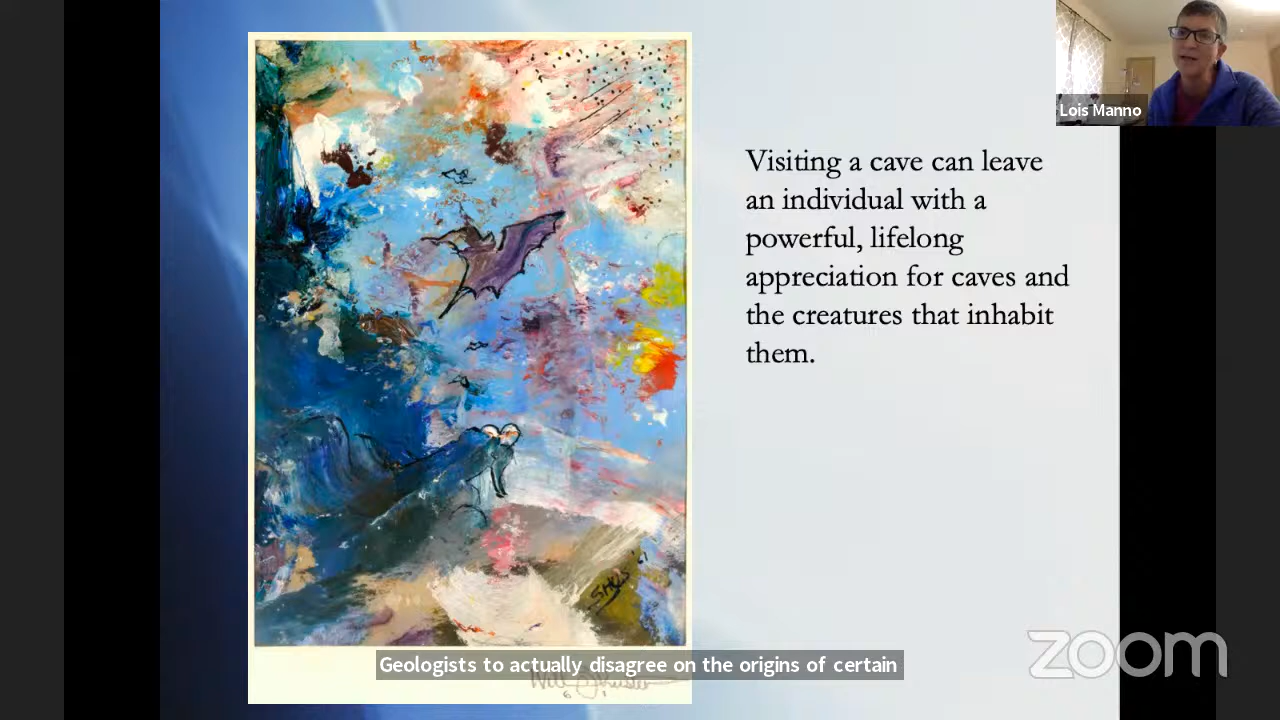 Lois Manno
Visiting a cave can leave
an individual with a
powerful, lifelong
appreciation for caves and
the creatures that inhabit
them.
Geologists to actually disagree on the origins of certain
zoom